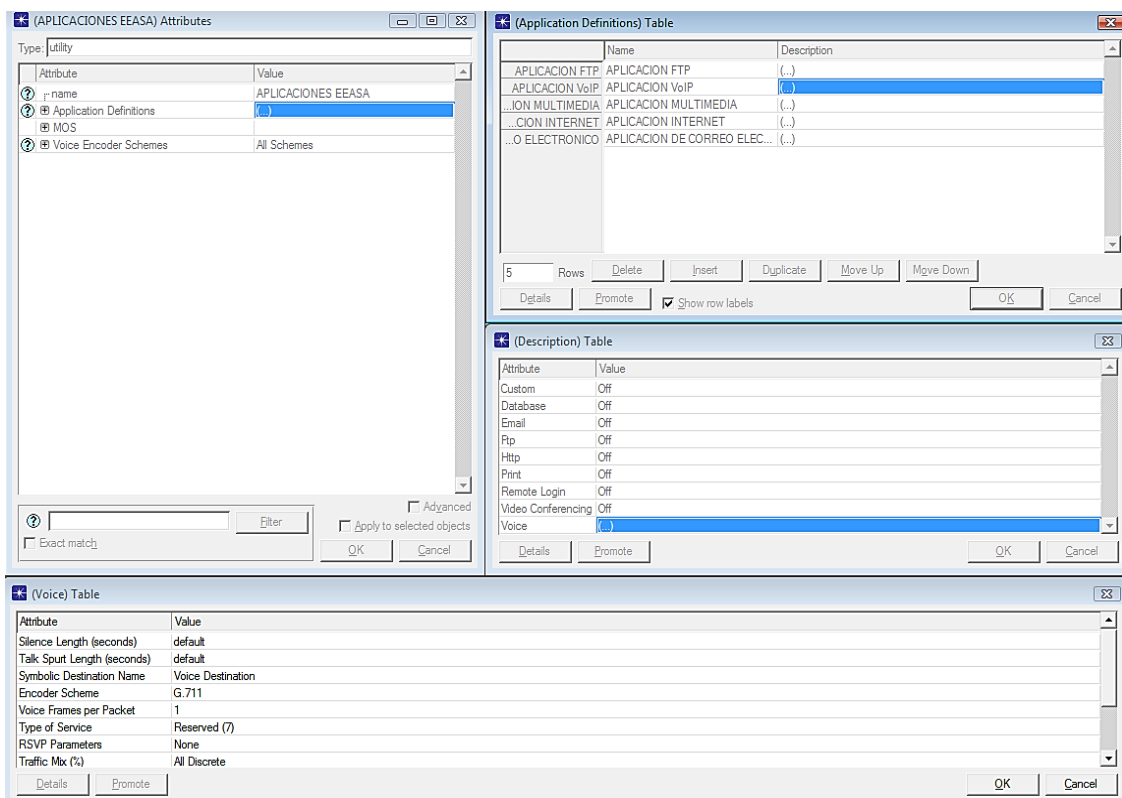 (APLICACIONES EEASA) Attributes
Type: utility
Attribute Value
name APLICACIONES EEASA
Application Definitions (...)
MOS
Voice Encoder Schemes All Schemes
Advanced
Filter
Apply to selected objects
Exact match
OK Cancel
(Application Definitions) Table
Name Description
APLICACION FTP APLICACION FTP (...)
APLICACION VoIP APLICACION VoIP (...)
...ION MULTIMEDIA APLICACION MULTIMEDIA (...)
...CION INTERNET APLICACION INTERNET (...)
...O ELECTRONICO APLICACION DE CORREO ELEC... (...)
5 Rows Delete Insert Duplicate Move Up Move Down
Details Promote Show row labels OK Cancel
(Description) Table
Attribute Value
Custom Off
Database Off
Email Off
Ftp Off
Http Off
Print Off
Remote Login Off
Video Conferencing Off
Voice (...)
Details Promote OK Cancel
(Voice) Table
Attribute Value
Silence Length (seconds) default
Talk Spurt Length (seconds) default
Symbolic Destination Name Voice Destination
Encoder Scheme G.711
Voice Frames per Packet 1
Type of Service Reserved (7)
RSVP Parameters None
Traffic Mix (%) All Discrete
Details Promote OK Cancel